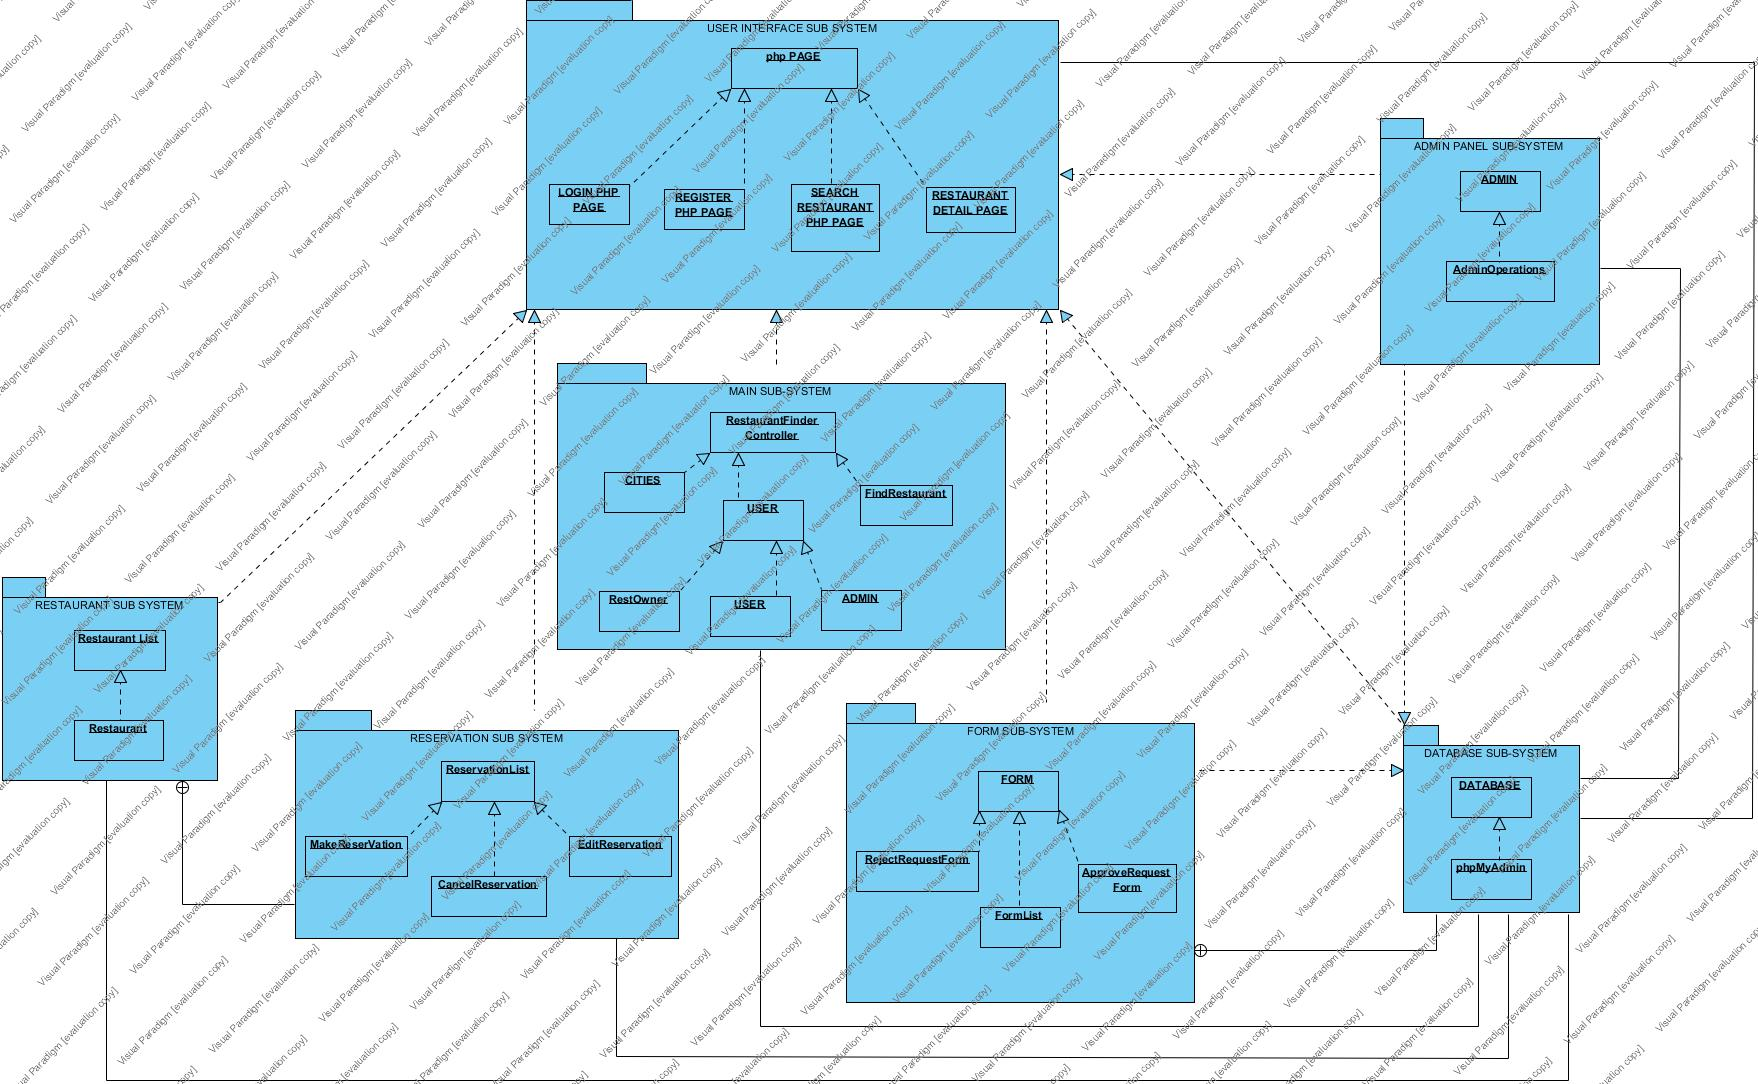 USER INTERFACE SUB SYSTEM
php PAGE
LOGIN PHP
PAGE
REGISTER
PHP PAGE
SEARCH
RESTAURANT
PHP PAGE
RESTAURANT
DETAIL PAGE
ADMIN PANEL SUB-SYSTEM
ADMIN
AdminOperations
MAIN SUB-SYSTEM
RestaurantFinder
Controller
CITIES
USER
FindRestaurant
RestOwner
USER
ADMIN
RESTAURANT SUB SYSTEM
Restaurant List
Restaurant
RESERVATION SUB SYSTEM
ReservationList
MakeReserVation
CancelReservation
EditReservation
FORM SUB-SYSTEM
FORM
RejectRequestForm
FormList
ApproveRequest
Form
DATABASE SUB-SYSTEM
DATABASE
phpMyAdmin
Visual Paradigm [evaluation copy]